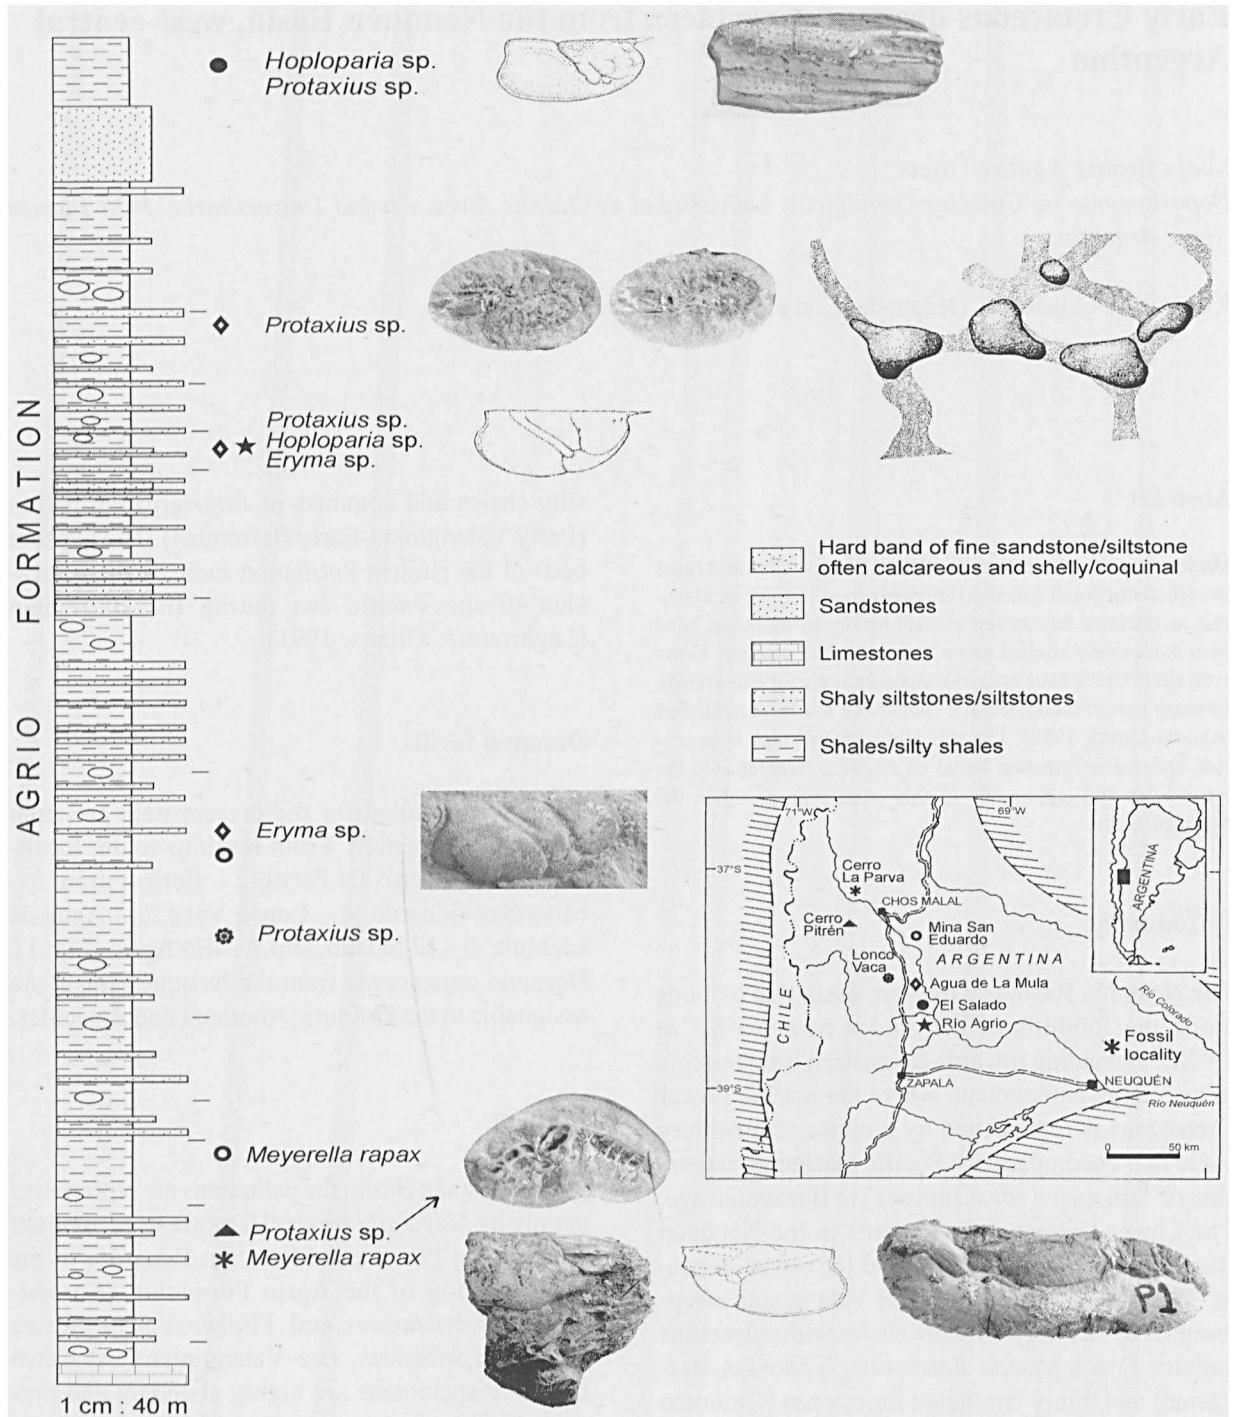 Hoploparia sp.
Protaxius sp.
Protaxius sp.
Protaxius sp.
Hoploparia sp.
Eryma sp.
AGRIO FORMATION
Hard band of fine sandstone/siltstone
often calcareous and shelly/coquinal
Sandstones
Limestones
Shaly siltstones/siltstones
Shales/silty shales
Eryma sp.
Protaxius sp.
Meyerella rapax
Protaxius sp.
Meyerella rapax
1 cm : 40 m
P1
71°W
69°W
37°S
39°S
Cerro
La Parva
CHOS MALAL
Cerro
Pitrén
Mina San
Eduardo
ARGENTINA
Lonco
Vaca
Agua de La Mula
El Salado
Río Agrio
CHILE
ZAPALA
NEUQUÉN
Río Colorado
Río Neuquén
Fossil
locality
50 km
0
ARGENTINA